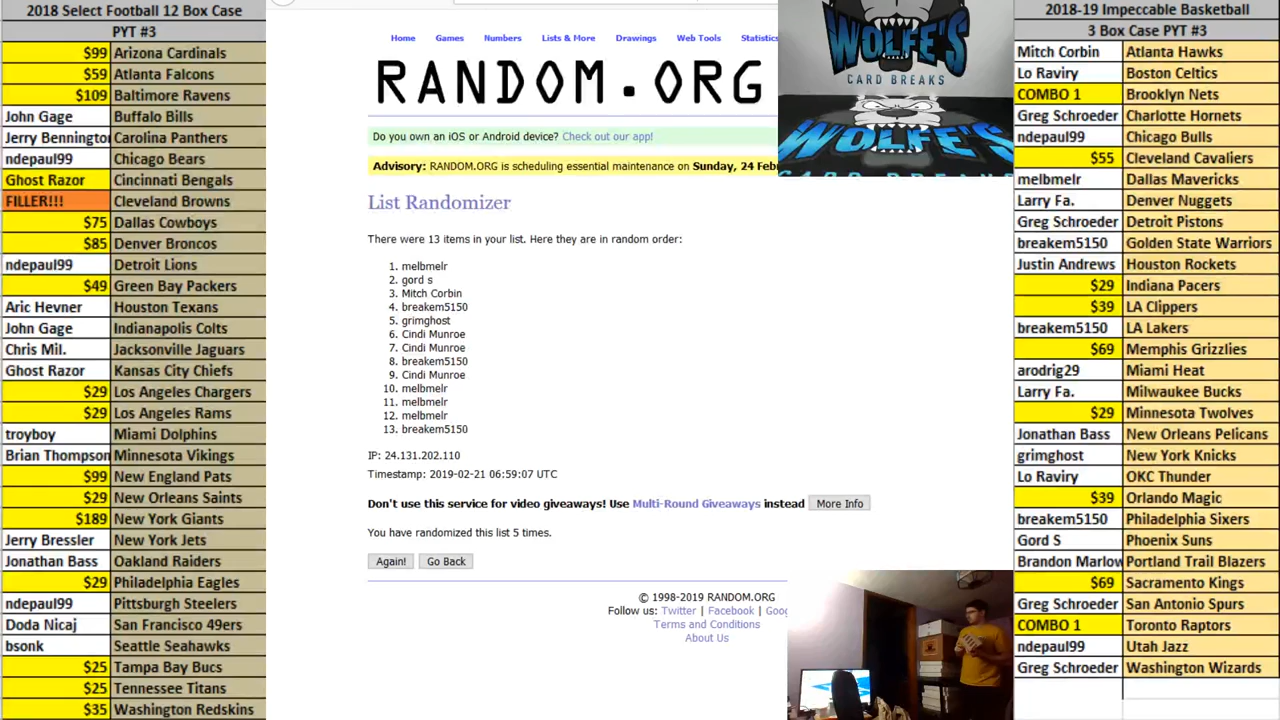 2018 Select Football 12 Box Case
PYT #3
$99 Arizona Cardinals
$59 Atlanta Falcons
$109 Baltimore Ravens
John Gage Buffalo Bills
Jerry Bennington Carolina Panthers
ndepaul99 Chicago Bears
Ghost Razor Cincinnati Bengals
FILLER!!! Cleveland Browns
$75 Dallas Cowboys
$85 Denver Broncos
ndepaul99 Detroit Lions
$49 Green Bay Packers
Aric Hevner Houston Texans
John Gage Indianapolis Colts
Chris Mil. Jacksonville Jaguars
Ghost Razor Kansas City Chiefs
$29 Los Angeles Chargers
$29 Los Angeles Rams
troyboy Miami Dolphins
Brian Thompson Minnesota Vikings
$99 New England Pats
$29 New Orleans Saints
$189 New York Giants
Jerry Bressler New York Jets
Jonathan Bass Oakland Raiders
$29 Philadelphia Eagles
ndepaul99 Pittsburgh Steelers
Doda Nicaj San Francisco 49ers
bsonk Seattle Seahawks
$25 Tampa Bay Bucs
$25 Tennessee Titans
$35 Washington Redskins
Home Games Numbers Lists & More Drawings Web Tools Statistics
RANDOM.ORG
Do you own an iOS or Android device? Check out our app!
Advisory: RANDOM.ORG is scheduling essential maintenance on Sunday, 24 Feb
List Randomizer
There were 13 items in your list. Here they are in random order:
1. melbmelr
2. gord s
3. Mitch Corbin
4. breakem5150
5. grimghost
6. Cindi Munroe
7. Cindi Munroe
8. breakem5150
9. Cindi Munroe
10. melbmelr
11. melbmelr
12. melbmelr
13. breakem5150
IP: 24.131.202.110
Timestamp: 2019-02-21 06:59:07 UTC
Don't use this service for video giveaways! Use Multi-Round Giveaways instead More Info
You have randomized this list 5 times.
Again! Go Back
© 1998-2019 RANDOM.ORG
Follow us: Twitter | Facebook | Goog
Terms and Conditions
About Us
WOLFE'S
CARD BREAKS
WOLFE'S
CARD BREAKS
2018-19 Impeccable Basketball
3 Box Case PYT #3
Mitch Corbin Atlanta Hawks
Lo Raviry Boston Celtics
COMBO 1 Brooklyn Nets
Greg Schroeder Charlotte Hornets
ndepaul99 Chicago Bulls
$55 Cleveland Cavaliers
melbmelr Dallas Mavericks
Larry Fa. Denver Nuggets
Greg Schroeder Detroit Pistons
breakem5150 Golden State Warriors
Justin Andrews Houston Rockets
$29 Indiana Pacers
$39 LA Clippers
breakem5150 LA Lakers
$69 Memphis Grizzlies
arodrig29 Miami Heat
Larry Fa. Milwaukee Bucks
$29 Minnesota Twolves
Jonathan Bass New Orleans Pelicans
grimghost New York Knicks
Lo Raviry OKC Thunder
$39 Orlando Magic
breakem5150 Philadelphia Sixers
Gord S Phoenix Suns
Brandon Marlow Portland Trail Blazers
$69 Sacramento Kings
Greg Schroeder San Antonio Spurs
COMBO 1 Toronto Raptors
ndepaul99 Utah Jazz
Greg Schroeder Washington Wizards